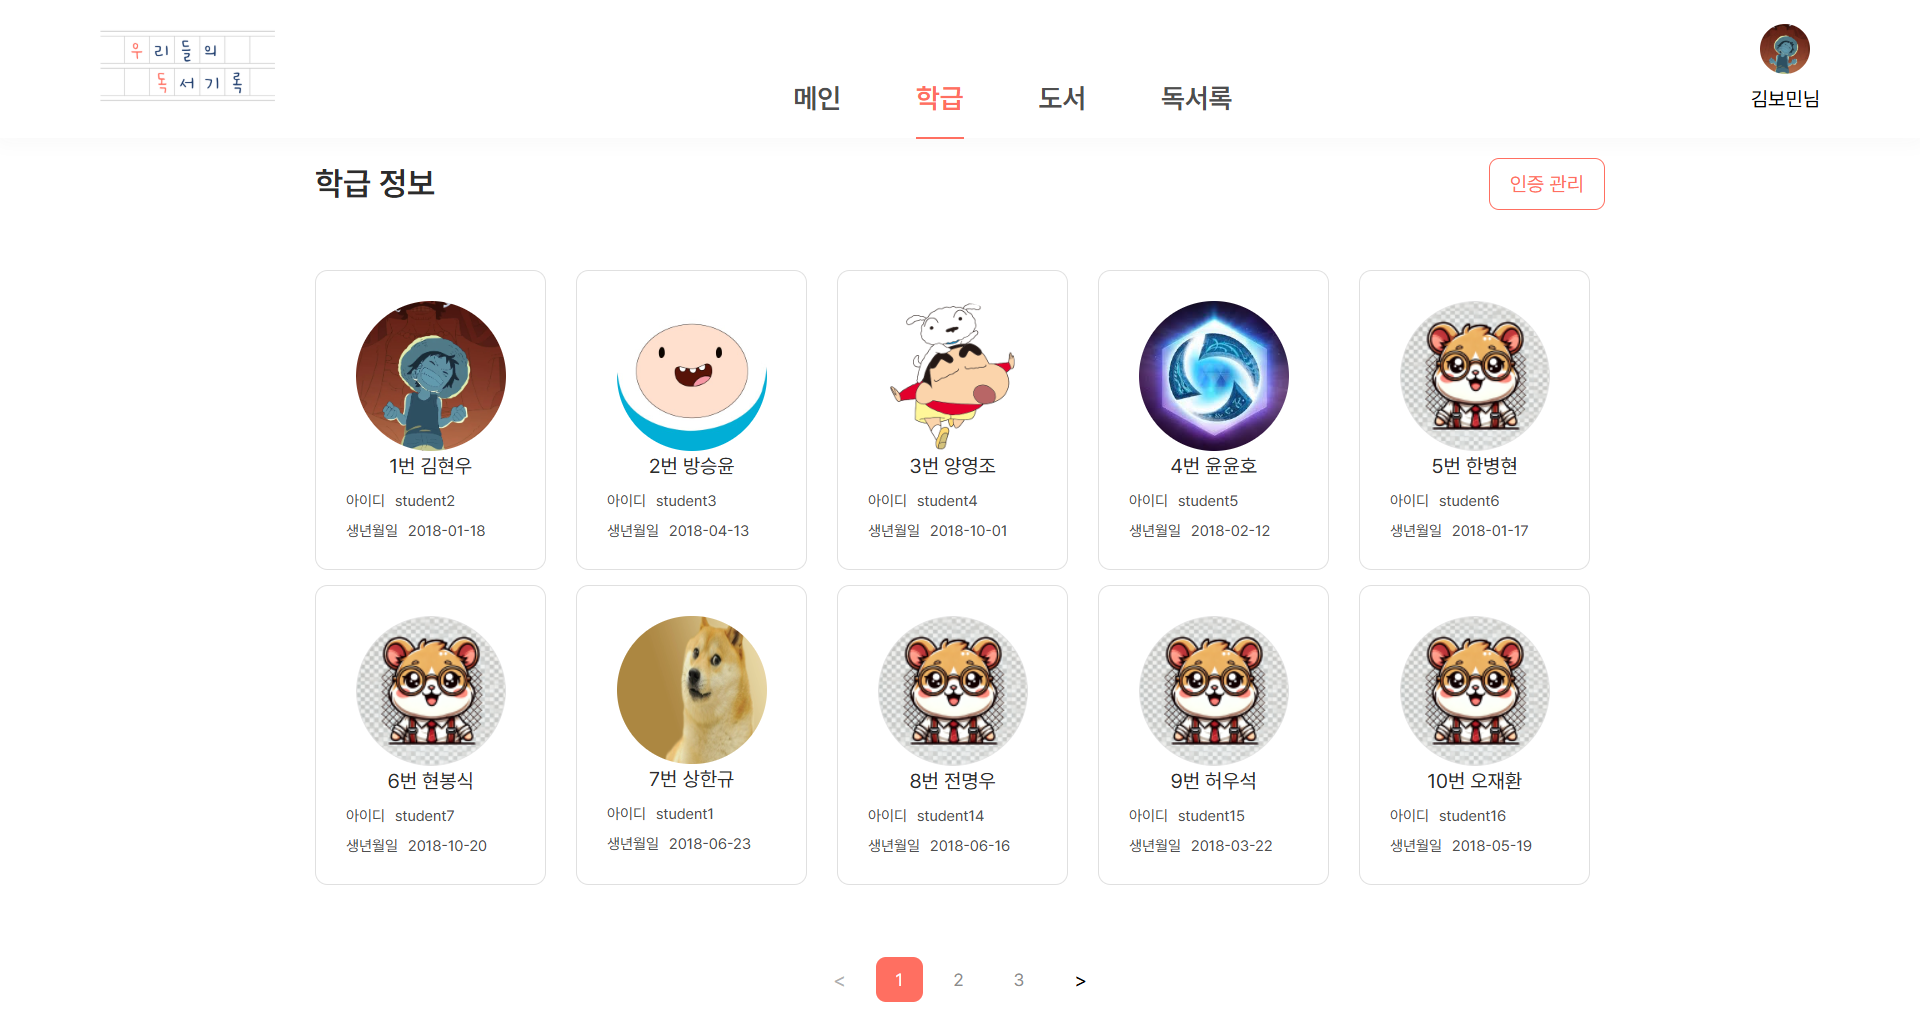 우리들의
독서기록
메인 학급 도서 독서록
김보민님
학급 정보
인증 관리
1번 김현우
아이디 student2
생년월일 2018-01-18
2번 방승윤
아이디 student3
생년월일 2018-04-13
3번 양영조
아이디 student4
생년월일 2018-10-01
4번 윤윤호
아이디 student5
생년월일 2018-02-12
5번 한병현
아이디 student6
생년월일 2018-01-17
6번 현봉식
아이디 student7
생년월일 2018-10-20
7번 상한규
아이디 student1
생년월일 2018-06-23
8번 전명우
아이디 student14
생년월일 2018-06-16
9번 허우석
아이디 student15
생년월일 2018-03-22
10번 오재환
아이디 student16
생년월일 2018-05-19
< 1 2 3 >